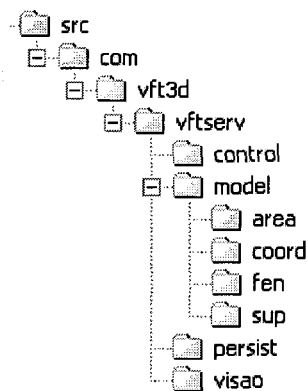 src
com
vft3d
vftserv
control
model
area
coord
fen
sup
persist
visao